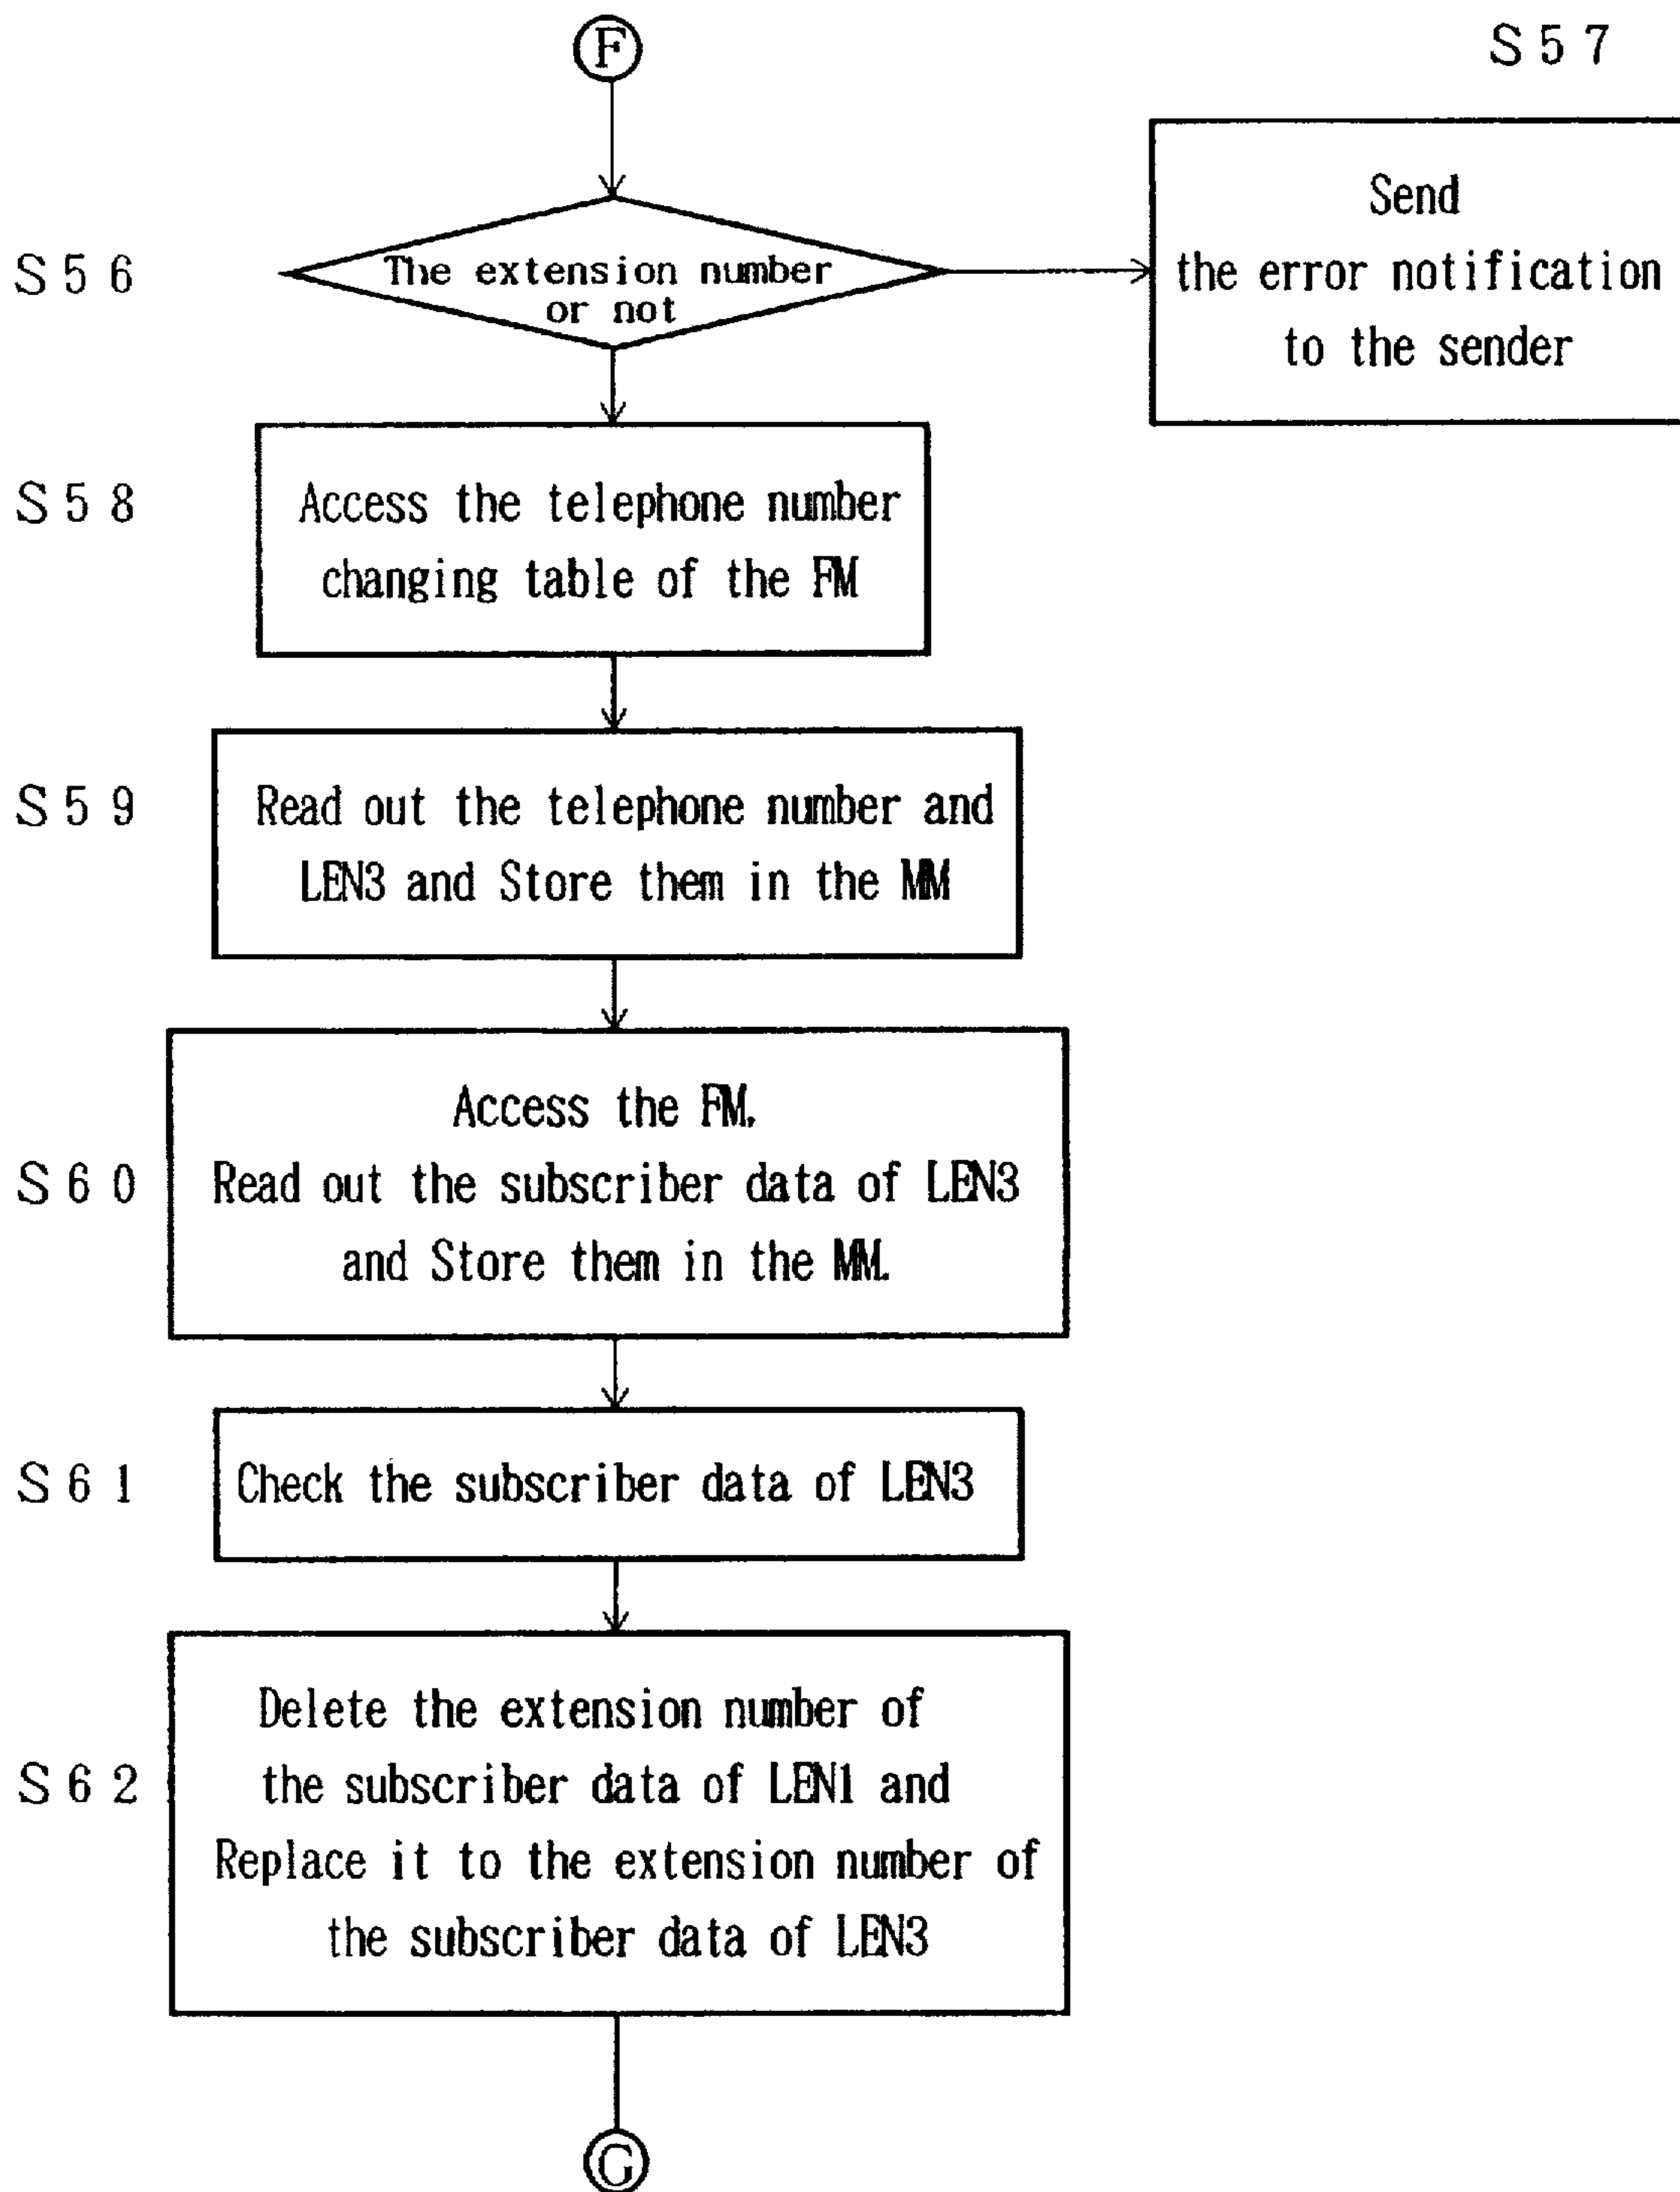 F
S57
Send
the error notification
to the sender
S56
The extension number
or not
S58
Access the telephone number
changing table of the FM
S59
Read out the telephone number and
LEN3 and Store them in the MM
S60
Access the FM.
Read out the subscriber data of LEN3
and Store them in the MM.
S61
Check the subscriber data of LEN3
S62
Delete the extension number of
the subscriber data of LEN1 and
Replace it to the extension number of
the subscriber data of LEN3
G